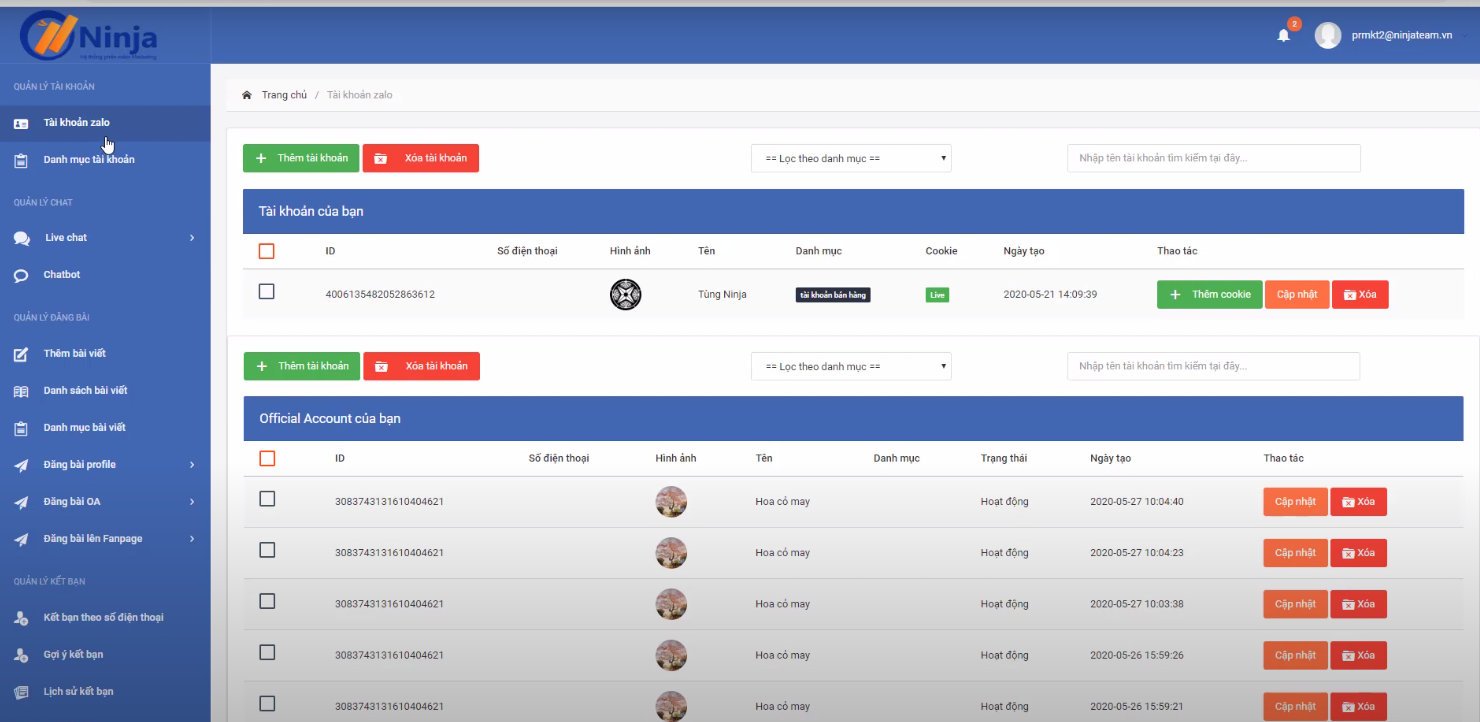 Ninja
Hệ thống phần mềm Marketing
2
prmkt2@ninjateam.vn
QUẢN LÝ TÀI KHOẢN
Tài khoản zalo
Danh mục tài khoản
QUẢN LÝ CHAT
Live chat
Chatbot
QUẢN LÝ ĐĂNG BÀI
Thêm bài viết
Danh sách bài viết
Danh mục bài viết
Đăng bài profile
Đăng bài OA
Đăng bài lên Fanpage
QUẢN LÝ KẾT BẠN
Kết bạn theo số điện thoại
Gợi ý kết bạn
Lịch sử kết bạn
Trang chủ / Tài khoản zalo
+ Thêm tài khoản Xóa tài khoản == Lọc theo danh mục == Nhập tên tài khoản tìm kiếm tại đây...
Tài khoản của bạn
ID Số điện thoại Hình ảnh Tên Danh mục Cookie Ngày tạo Thao tác
4006135482052863612 Tùng Ninja tài khoản bán hàng Live 2020-05-21 14:09:39 + Thêm cookie Cập nhật Xóa
+ Thêm tài khoản Xóa tài khoản == Lọc theo danh mục == Nhập tên tài khoản tìm kiếm tại đây...
Official Account của bạn
ID Số điện thoại Hình ảnh Tên Danh mục Trạng thái Ngày tạo Thao tác
3083743131610404621 Hoa cỏ may Hoạt động 2020-05-27 10:04:40 Cập nhật Xóa
3083743131610404621 Hoa cỏ may Hoạt động 2020-05-27 10:04:23 Cập nhật Xóa
3083743131610404621 Hoa cỏ may Hoạt động 2020-05-27 10:03:38 Cập nhật Xóa
3083743131610404621 Hoa cỏ may Hoạt động 2020-05-26 15:59:26 Cập nhật Xóa
3083743131610404621 Hoa cỏ may Hoạt động 2020-05-26 15:59:21 Cập nhật Xóa